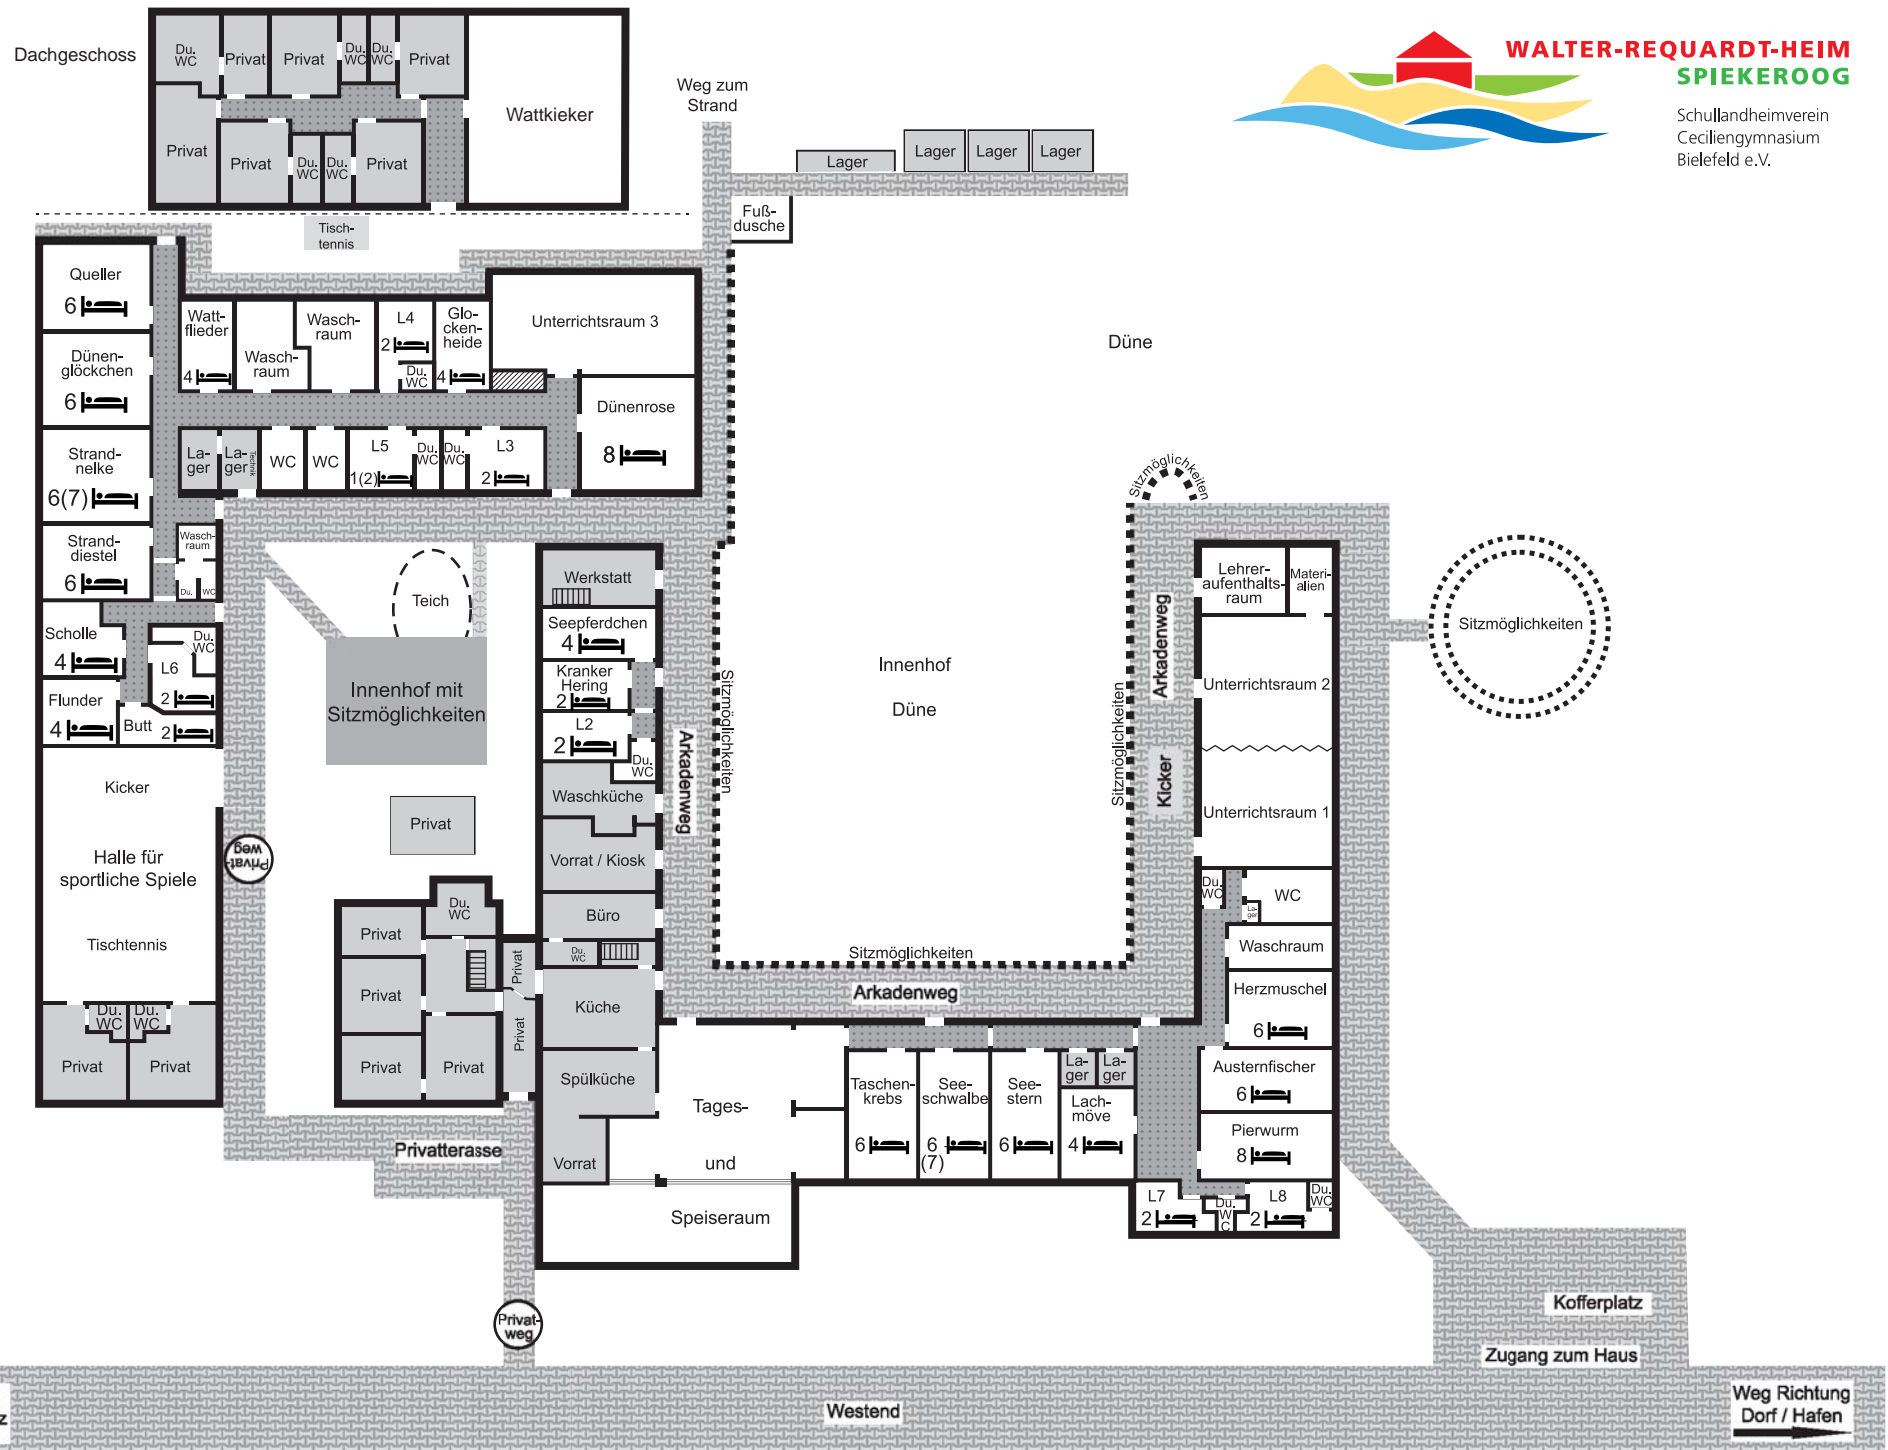 Dachgeschoss
Du.
WC
Privat
Privat
Du.
WC
Du.
WC
Privat
Wattkieker
Privat
Privat
Du.
WC
Du.
WC
Privat
Weg zum
Strand
WALTER-REQUARDT-HEIM
SPIEKEROOG
Schullandheimverein
Ceciliengymnasium
Bielefeld e.V.
Lager
Lager
Lager
Lager
Fuß-
dusche
Tisch-
tennis
Queller
6
Dünen-
glöckchen
6
Strand-
nelke
6(7)
Strand-
diestel
6
Watt-
flieder
4
Wasch-
raum
Wasch-
raum
L4
2
Du.
WC
Glo-
cken-
heide
4
Unterrichtsraum 3
Dünenrose
8
La-
ger
La-
ger
Technik
WC
WC
L5
1(2)
Du.
WC
Du.
WC
L3
2
Wasch-
raum
Du.
WC
Scholle
4
Du.
WC
L6
2
Flunder
4
Butt
2
Kicker
Halle für
sportliche Spiele
Tischtennis
Du.
WC
Du.
WC
Privat
Privat
Privat-
weg
Teich
Innenhof mit
Sitzmöglichkeiten
Privat
Du.
WC
Privat
Privat
Privat
Privat
Privat
Privat
Privatterasse
Privat-
weg
Werkstatt
Seepferdchen
4
Kranker
Hering
2
L2
2
Du.
WC
Waschküche
Vorrat / Kiosk
Büro
Du.
WC
Küche
Spülküche
Vorrat
Arkadenweg
Sitzmöglichkeiten
Innenhof
Düne
Düne
Sitzmöglichkeiten
Sitzmöglichkeiten
Sitzmöglichkeiten
Arkadenweg
Arkadenweg
Kicker
Lehrer-
aufenthalts-
raum
Materi-
alien
Unterrichtsraum 2
Unterrichtsraum 1
Sitzmöglichkeiten
Du.
WC
La-
ger
WC
Waschraum
Herzmuschel
6
Austernfischer
6
Pierwurm
8
L7
2
Du.
W
C
L8
2
Du.
WC
Tages-
und
Speiseraum
Taschen-
krebs
6
See-
schwalbe
6
(7)
See-
stern
6
La-
ger
La-
ger
Lach-
möve
4
Kofferplatz
Zugang zum Haus
Westend
Weg Richtung
Dorf / Hafen
z